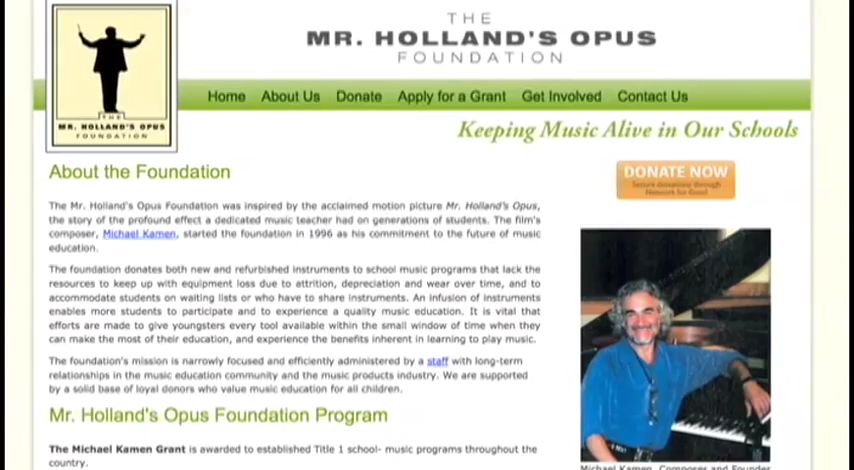 THE
MR. HOLLAND'S OPUS
FOUNDATION
THE
MR. HOLLAND'S OPUS
FOUNDATION
Home About Us Donate Apply for a Grant Get Involved Contact Us
Keeping Music Alive in Our Schools
About the Foundation
DONATE NOW
Secure donations through
Network for Good
The Mr. Holland's Opus Foundation was inspired by the acclaimed motion picture Mr. Holland's Opus,
the story of the profound effect a dedicated music teacher had on generations of students. The film's
composer, Michael Kamen, started the foundation in 1996 as his commitment to the future of music
education.
The foundation donates both new and refurbished instruments to school music programs that lack the
resources to keep up with equipment loss due to attrition, depreciation and wear over time, and to
accommodate students on waiting lists or who have to share instruments. An infusion of instruments
enables more students to participate and to experience a quality music education. It is vital that
efforts are made to give youngsters every tool available within the small window of time when they
can make the most of their education, and experience the benefits inherent in learning to play music.
The foundation's mission is narrowly focused and efficiently administered by a staff with long-term
relationships in the music education community and the music products industry. We are supported
by a solid base of loyal donors who value music education for all children.
Mr. Holland's Opus Foundation Program
The Michael Kamen Grant is awarded to established Title 1 school- music programs throughout the
country.
Michael Kamen, Composer and Founder